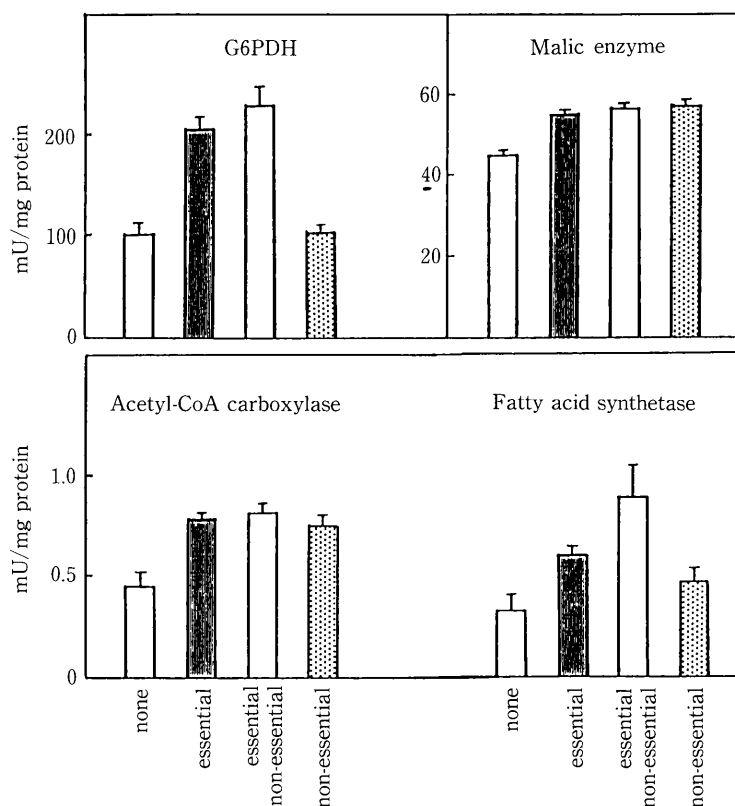 G6PDH
Malic enzyme
mU/mg protein
200
100
0
60
40
20
Acetyl-CoA carboxylase
Fatty acid synthetase
mU/mg protein
1.0
0.5
0
none
essential
essential
non-essential
non-essential
none
essential
essential
non-essential
non-essential